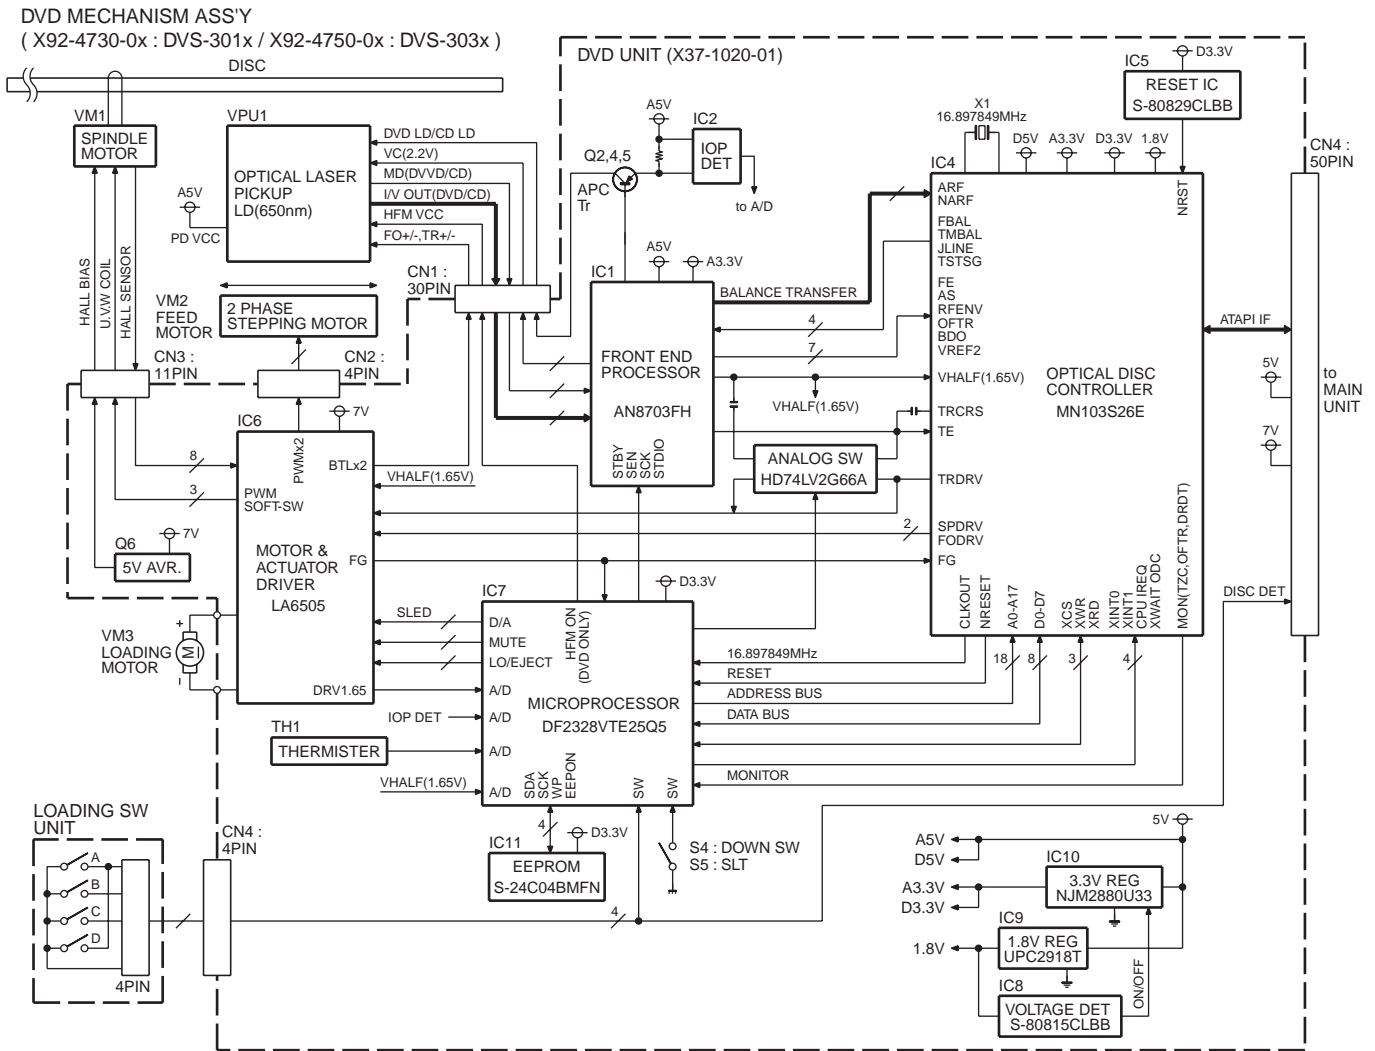 DVD MECHANISM ASS'Y
( X92-4730-0x : DVS-301x / X92-4750-0x : DVS-303x )
DISC
VM1
SPINDLE
MOTOR
VPU1
OPTICAL LASER
PICKUP
LD(650nm)
A5V
PD VCC
DVD LD/CD LD
VC(2.2V)
MD(DVVD/CD)
I/V OUT(DVD/CD)
HFM VCC
FO+/-,TR+/-
HALL BIAS
U.V.W COIL
HALL SENSOR
VM2
FEED
MOTOR
2 PHASE
STEPPING MOTOR
CN1 :
30PIN
CN3 :
11PIN
CN2 :
4PIN
DVD UNIT (X37-1020-01)
A5V
IC2
IOP
DET
to A/D
Q2,4,5
APC
Tr
IC5
D3.3V
RESET IC
S-80829CLBB
X1
16.897849MHz
D5V
A3.3V
D3.3V
1.8V
CN4 :
50PIN
IC4
ARF
NARF
NRST
FBAL
TMBAL
JLINE
TSTSG
FE
AS
RFENV
OFTR
BDO
VREF2
VHALF(1.65V)
TRCRS
TE
TRDRV
SPDRV
FODRV
FG
OPTICAL DISC
CONTROLLER
MN103S26E
CLKOUT
NRESET
A0-A17
D0-D7
XCS
XWR
XRD
XINT0
XINT1
CPU IREQ
XWAIT ODC
MON(TZC,OFTR,DRDT)
ATAPI IF
5V
7V
to
MAIN
UNIT
DISC DET
IC1
A5V
A3.3V
BALANCE TRANSFER
4
7
FRONT END
PROCESSOR
AN8703FH
STBY
SEN
SCK
STDIO
VHALF(1.65V)
ANALOG SW
HD74LV2G66A
2
IC6
7V
PWMx2
BTLx2
VHALF(1.65V)
8
3
PWM
SOFT-SW
MOTOR &
ACTUATOR
DRIVER
LA6505
FG
DRV1.65
Q6
7V
5V AVR.
VM3
LOADING
MOTOR
+
M
−
SLED
IC7
D3.3V
D/A
MUTE
LO/EJECT
A/D
IOP DET
A/D
A/D
VHALF(1.65V)
A/D
HFM ON
(DVD ONLY)
MICROPROCESSOR
DF2328VTE25Q5
SDA
SCK
WP
EEPON
SW
SW
16.897849MHz
RESET
ADDRESS BUS
DATA BUS
MONITOR
18
8
3
4
TH1
THERMISTER
4
D3.3V
IC11
EEPROM
S-24C04BMFN
S4 : DOWN SW
S5 : SLT
LOADING SW
UNIT
A
B
C
D
4PIN
CN4 :
4PIN
4
5V
A5V
D5V
IC10
3.3V REG
NJM2880U33
A3.3V
D3.3V
IC9
1.8V REG
UPC2918T
1.8V
IC8
VOLTAGE DET
S-80815CLBB
ON/OFF